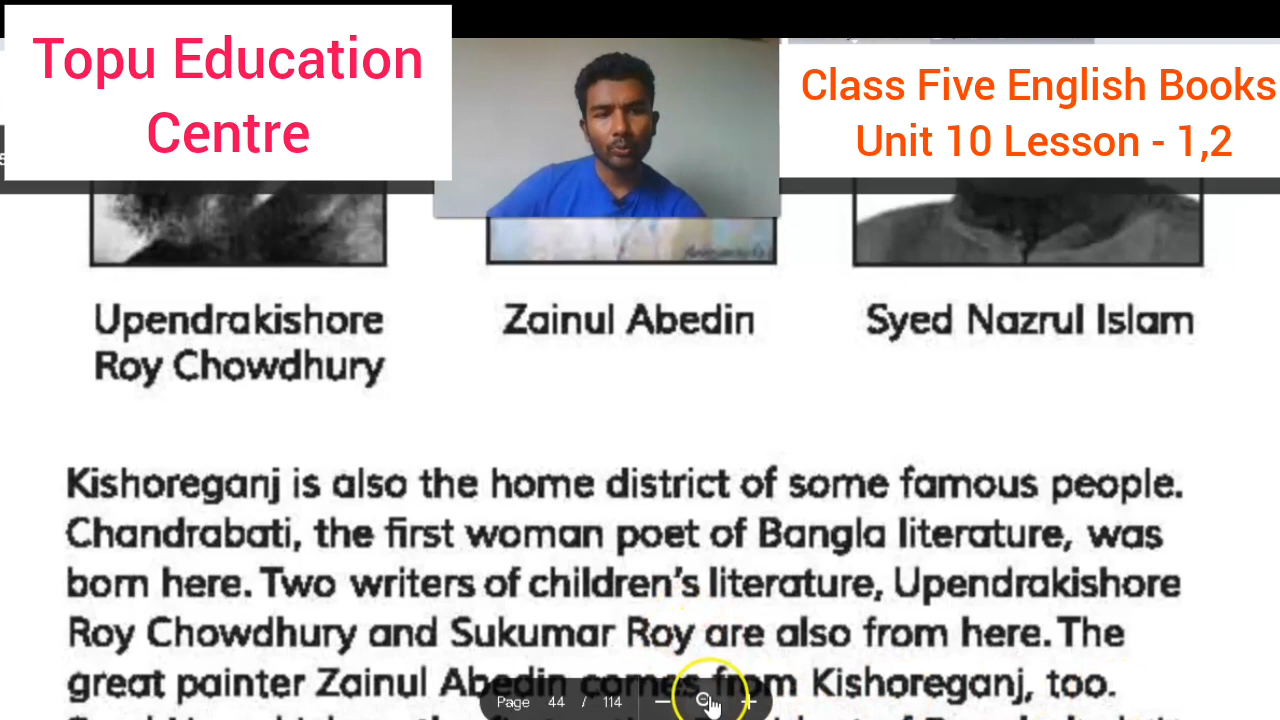 Topu Education
Centre
Class Five English Books
Unit 10 Lesson - 1,2
Upendrakishore
Roy Chowdhury
Zainul Abedin
Syed Nazrul Islam
Kishoreganj is also the home district of some famous people.
Chandrabati, the first woman poet of Bangla literature, was
born here. Two writers of children's literature, Upendrakishore
Roy Chowdhury and Sukumar Roy are also from here. The
great painter Zainul Abedin comes from Kishoreganj, too.
Page 44 / 114